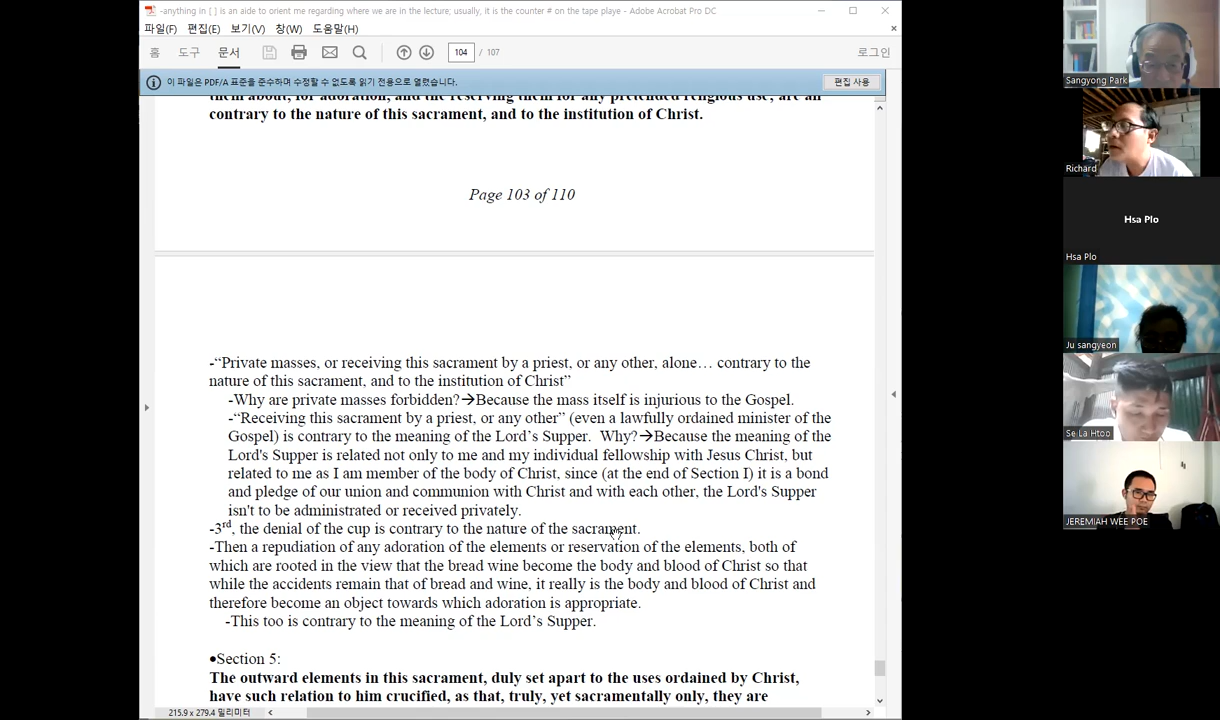 -anything in [ ] is an aide to orient me regarding where we are in the lecture; usually, it is the counter # on the tape playe - Adobe Acrobat Pro DC
파일(F) 편집(E) 보기(V) 창(W) 도움말(H)
홈 도구 문서 104 / 107 로그인
이 파일은 PDF/A 표준을 준수하며 수정할 수 없도록 읽기 전용으로 열렸습니다. 편집 사용
them about, for adoration, and the reserving them for any pretended religious use, are all
contrary to the nature of this sacrament, and to the institution of Christ.
Page 103 of 110
-“Private masses, or receiving this sacrament by a priest, or any other, alone… contrary to the
nature of this sacrament, and to the institution of Christ”
-Why are private masses forbidden?→Because the mass itself is injurious to the Gospel.
-“Receiving this sacrament by a priest, or any other” (even a lawfully ordained minister of the
Gospel) is contrary to the meaning of the Lord’s Supper. Why?→Because the meaning of the
Lord's Supper is related not only to me and my individual fellowship with Jesus Christ, but
related to me as I am member of the body of Christ, since (at the end of Section I) it is a bond
and pledge of our union and communion with Christ and with each other, the Lord's Supper
isn't to be administrated or received privately.
-3rd, the denial of the cup is contrary to the nature of the sacrament.
-Then a repudiation of any adoration of the elements or reservation of the elements, both of
which are rooted in the view that the bread wine become the body and blood of Christ so that
while the accidents remain that of bread and wine, it really is the body and blood of Christ and
therefore become an object towards which adoration is appropriate.
-This too is contrary to the meaning of the Lord’s Supper.
•Section 5:
The outward elements in this sacrament, duly set apart to the uses ordained by Christ,
have such relation to him crucified, as that, truly, yet sacramentally only, they are
215.9 x 279.4 밀리미터
Sangyong Park
Richard
Hsa Plo
Hsa Plo
Ju sangyeon
Se La Htoo
JEREMIAH WEE POE